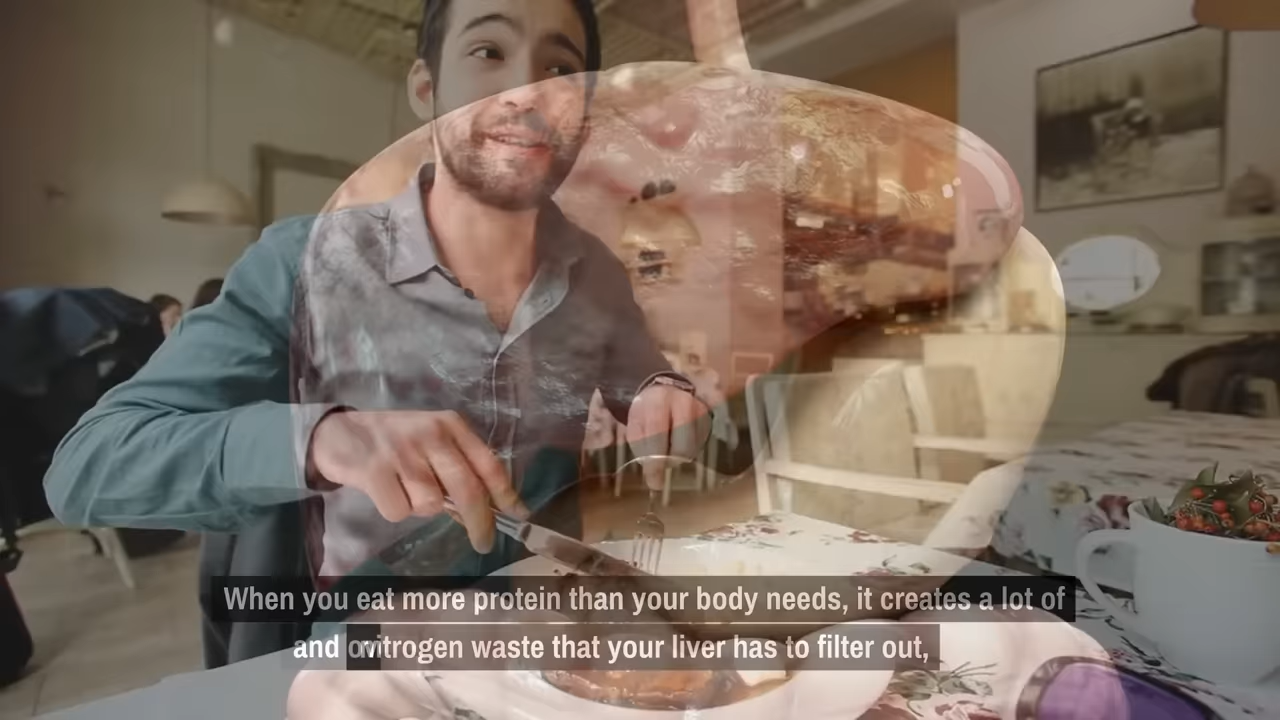 When you eat more protein than your body needs, it creates a lot of
and nitrogen waste that your liver has to filter out,